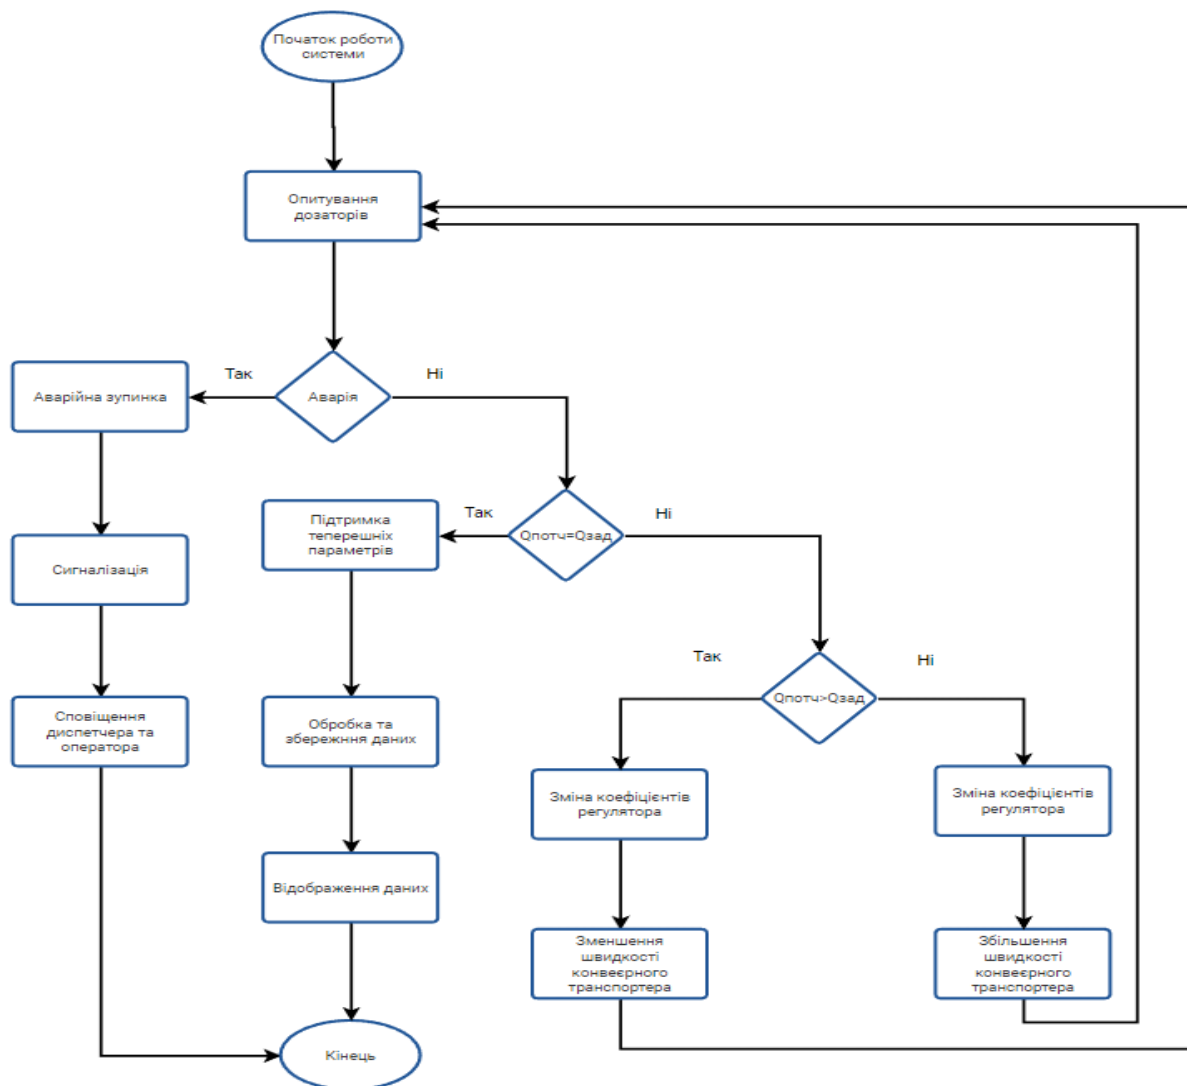 Початок роботи
системи
Опитування
дозаторів
Так
Ні
Аварійна зупинка
Аварія
Підтримка
теперешніх
параметрів
Так
Qпотч=Qзад
Ні
Сигналізація
Так
Ні
Qпотч>Qзад
Сповіщення
диспетчера та
оператора
Обробка та
збережння даних
Зміна коефіцієнтів
регулятора
Зміна коефіцієнтів
регулятора
Відображення даних
Зменшення
швидкості
конвеєрного
транспортера
Збільшення
швидкості
конвеєрного
транспортера
Кінець